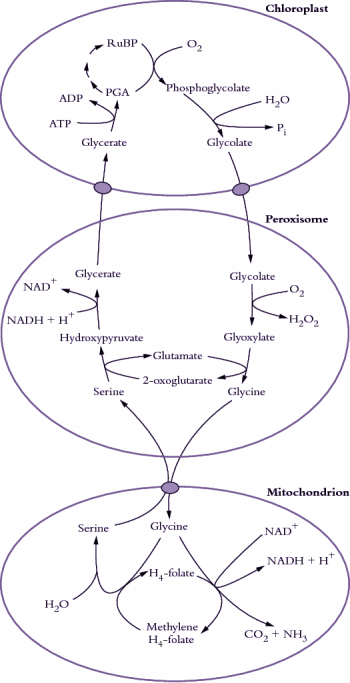 Chloroplast
RuBP
O2
PGA
Phosphoglycolate
ADP
H2O
ATP
Pi
Glycerate
Glycolate
Peroxisome
Glycerate
Glycolate
NAD+
O2
NADH + H+
H2O2
Hydroxypyruvate
Glyoxylate
Glutamate
2-oxoglutarate
Serine
Glycine
Mitochondrion
Serine
Glycine
NAD+
NADH + H+
H4-folate
H2O
Methylene
H4-folate
CO2 + NH3